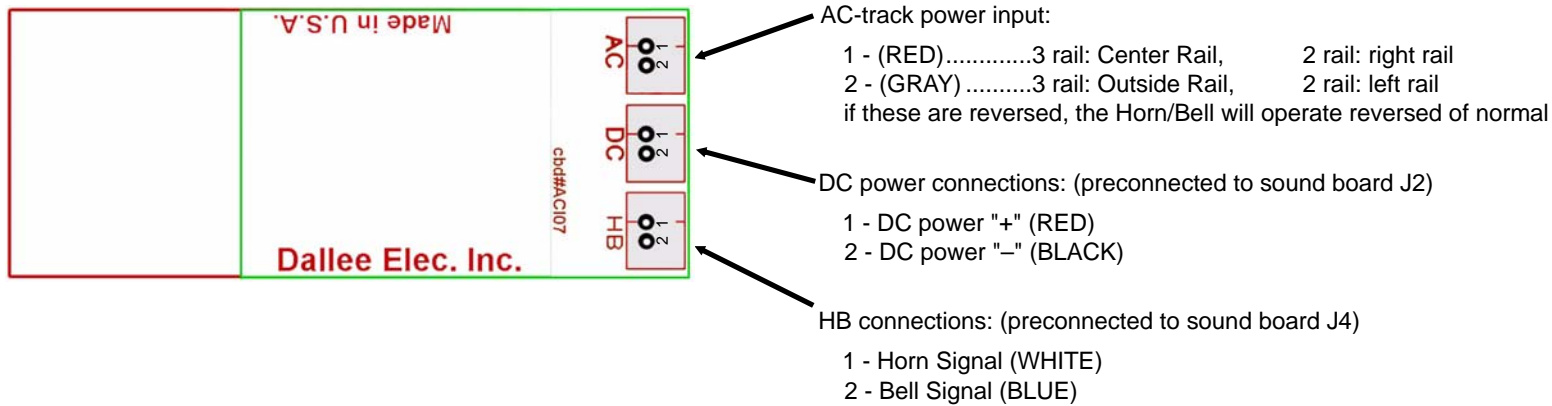 Made in U.S.A.
AC
1
2
DC
1
2
HB
1
2
cbd#ACI07
Dallee Elec. Inc.
AC-track power input:
1 - (RED).............3 rail: Center Rail, 2 rail: right rail
2 - (GRAY) ..........3 rail: Outside Rail, 2 rail: left rail
if these are reversed, the Horn/Bell will operate reversed of normal
DC power connections: (preconnected to sound board J2)
1 - DC power "+" (RED)
2 - DC power "–" (BLACK)
HB connections: (preconnected to sound board J4)
1 - Horn Signal (WHITE)
2 - Bell Signal (BLUE)